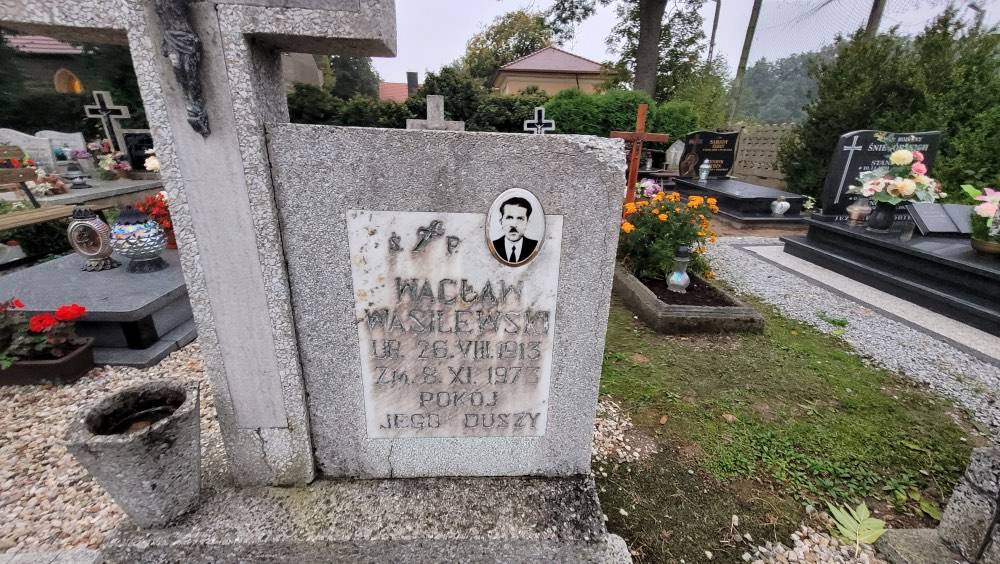 Ś. P.
WACŁAW
WASILEWSKI
UR. 26. VIII. 1913
ZM. 8. XI. 1973
POKÓJ
JEGO DUSZY